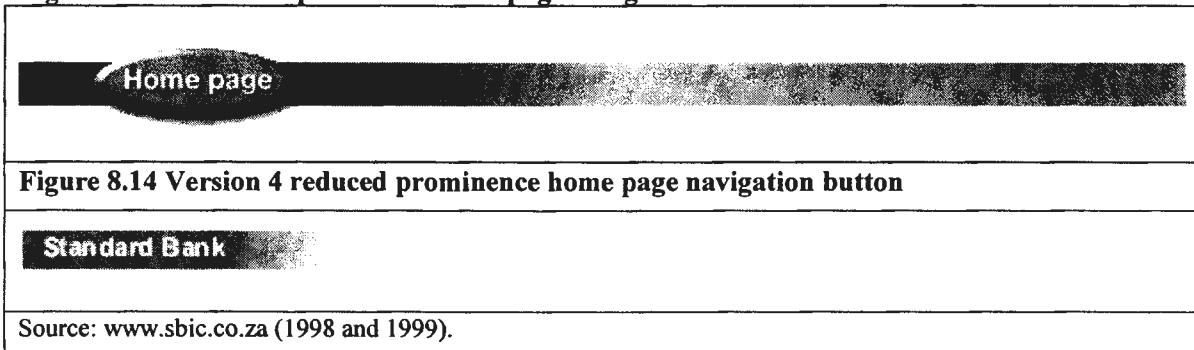 Home page
Figure 8.14 Version 4 reduced prominence home page navigation button
Standard Bank
Source: www.sbic.co.za (1998 and 1999).